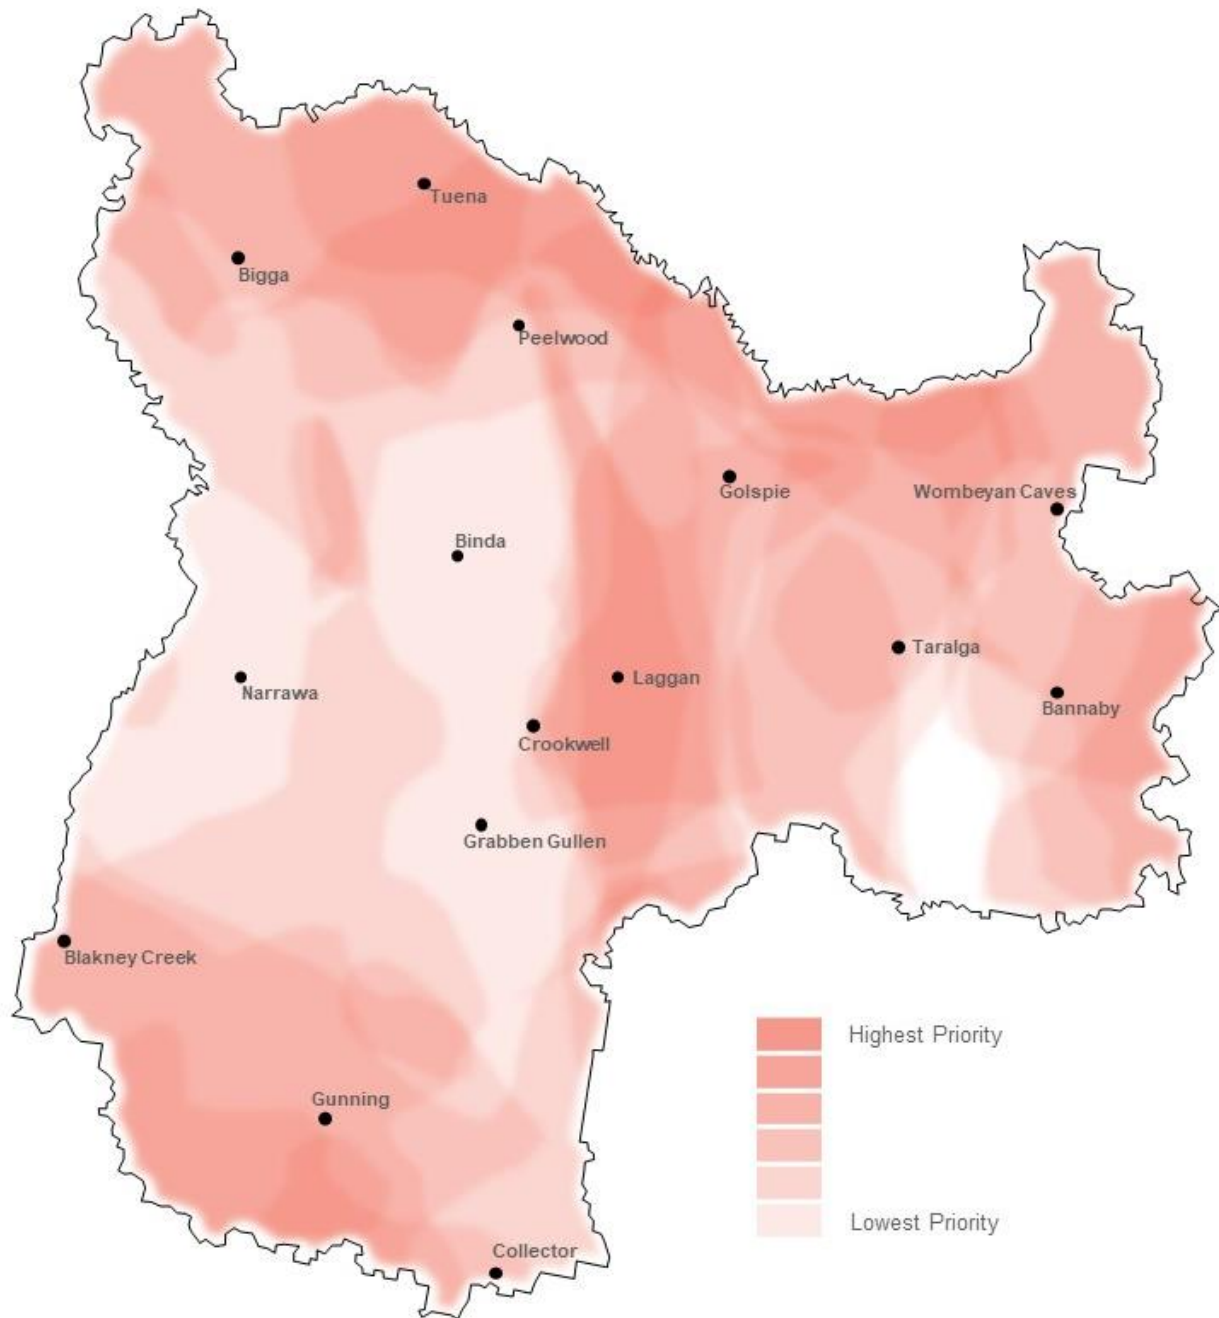 Tuena
Bigga
Peelwood
Golspie
Wombeyan Caves
Binda
Taralga
Narrawa
Laggan
Bannaby
Crookwell
Grabben Gullen
Blakney Creek
Highest Priority
Gunning
Lowest Priority
Collector